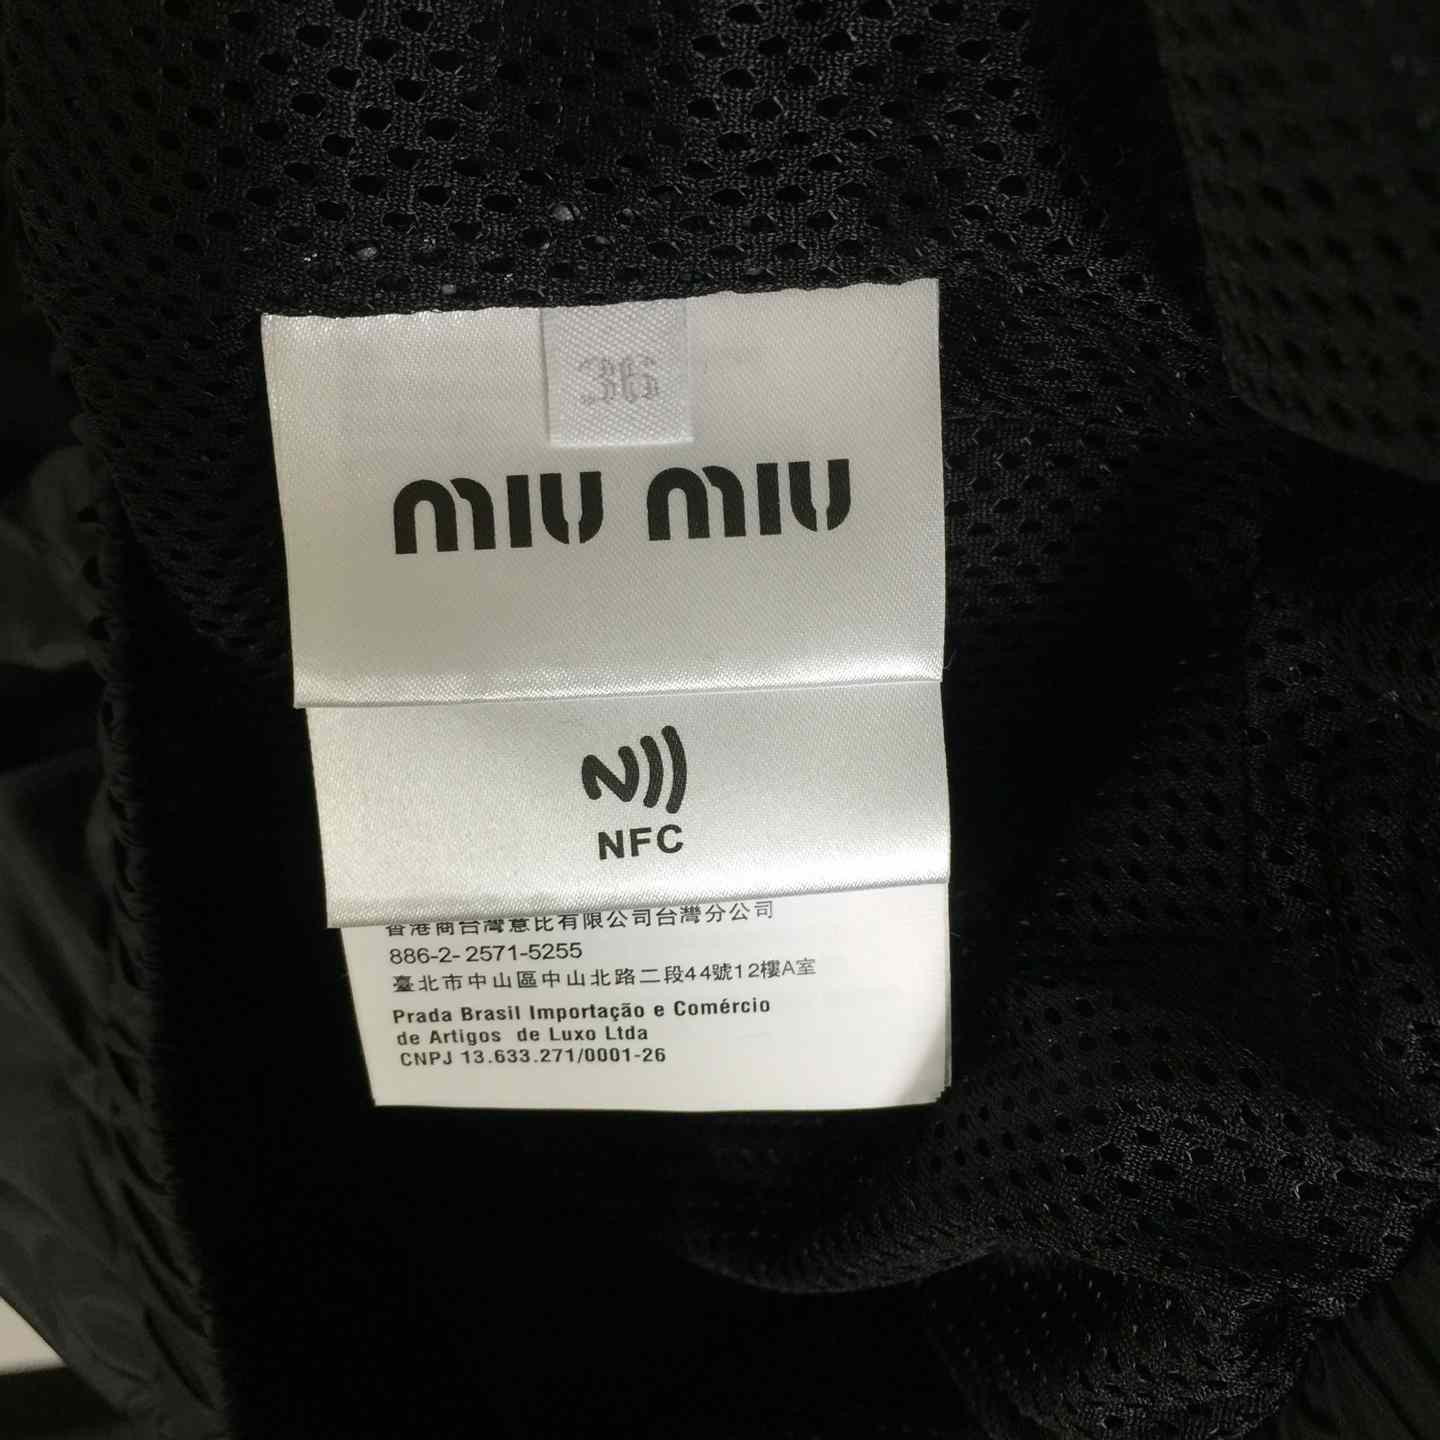 MIU MIU
NFC
香港商台灣意比有限公司台灣分公司
886-2- 2571-5255
臺北市中山區中山北路二段44號12樓A室
Prada Brasil Importação e Comércio
de Artigos de Luxo Ltda
CNPJ 13.633.271/0001-26